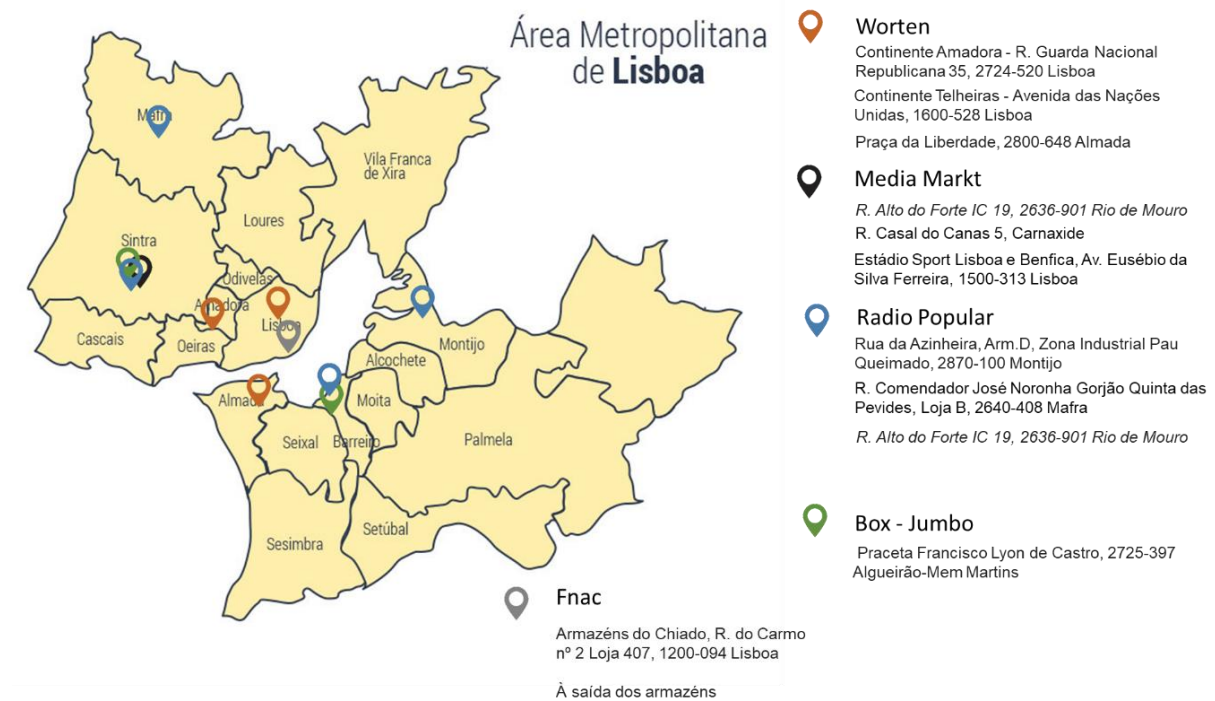 Área Metropolitana
de Lisboa
Mafra
Vila Franca
de Xira
Loures
Sintra
Odivelas
Amadora
Lisboa
Cascais
Oeiras
Montijo
Alcochete
Almada
Moita
Seixal
Barreiro
Palmela
Setúbal
Sesimbra
Worten
Continente Amadora - R. Guarda Nacional
Republicana 35, 2724-520 Lisboa
Continente Telheiras - Avenida das Nações
Unidas, 1600-528 Lisboa
Praça da Liberdade, 2800-648 Almada
Media Markt
R. Alto do Forte IC 19, 2636-901 Rio de Mouro
R. Casal do Canas 5, Carnaxide
Estádio Sport Lisboa e Benfica, Av. Eusébio da
Silva Ferreira, 1500-313 Lisboa
Radio Popular
Rua da Azinheira, Arm.D, Zona Industrial Pau
Queimado, 2870-100 Montijo
R. Comendador José Noronha Gorjão Quinta das
Pevides, Loja B, 2640-408 Mafra
R. Alto do Forte IC 19, 2636-901 Rio de Mouro
Box - Jumbo
Praceta Francisco Lyon de Castro, 2725-397
Algueirão-Mem Martins
Fnac
Armazéns do Chiado, R. do Carmo
nº 2 Loja 407, 1200-094 Lisboa
À saída dos armazéns